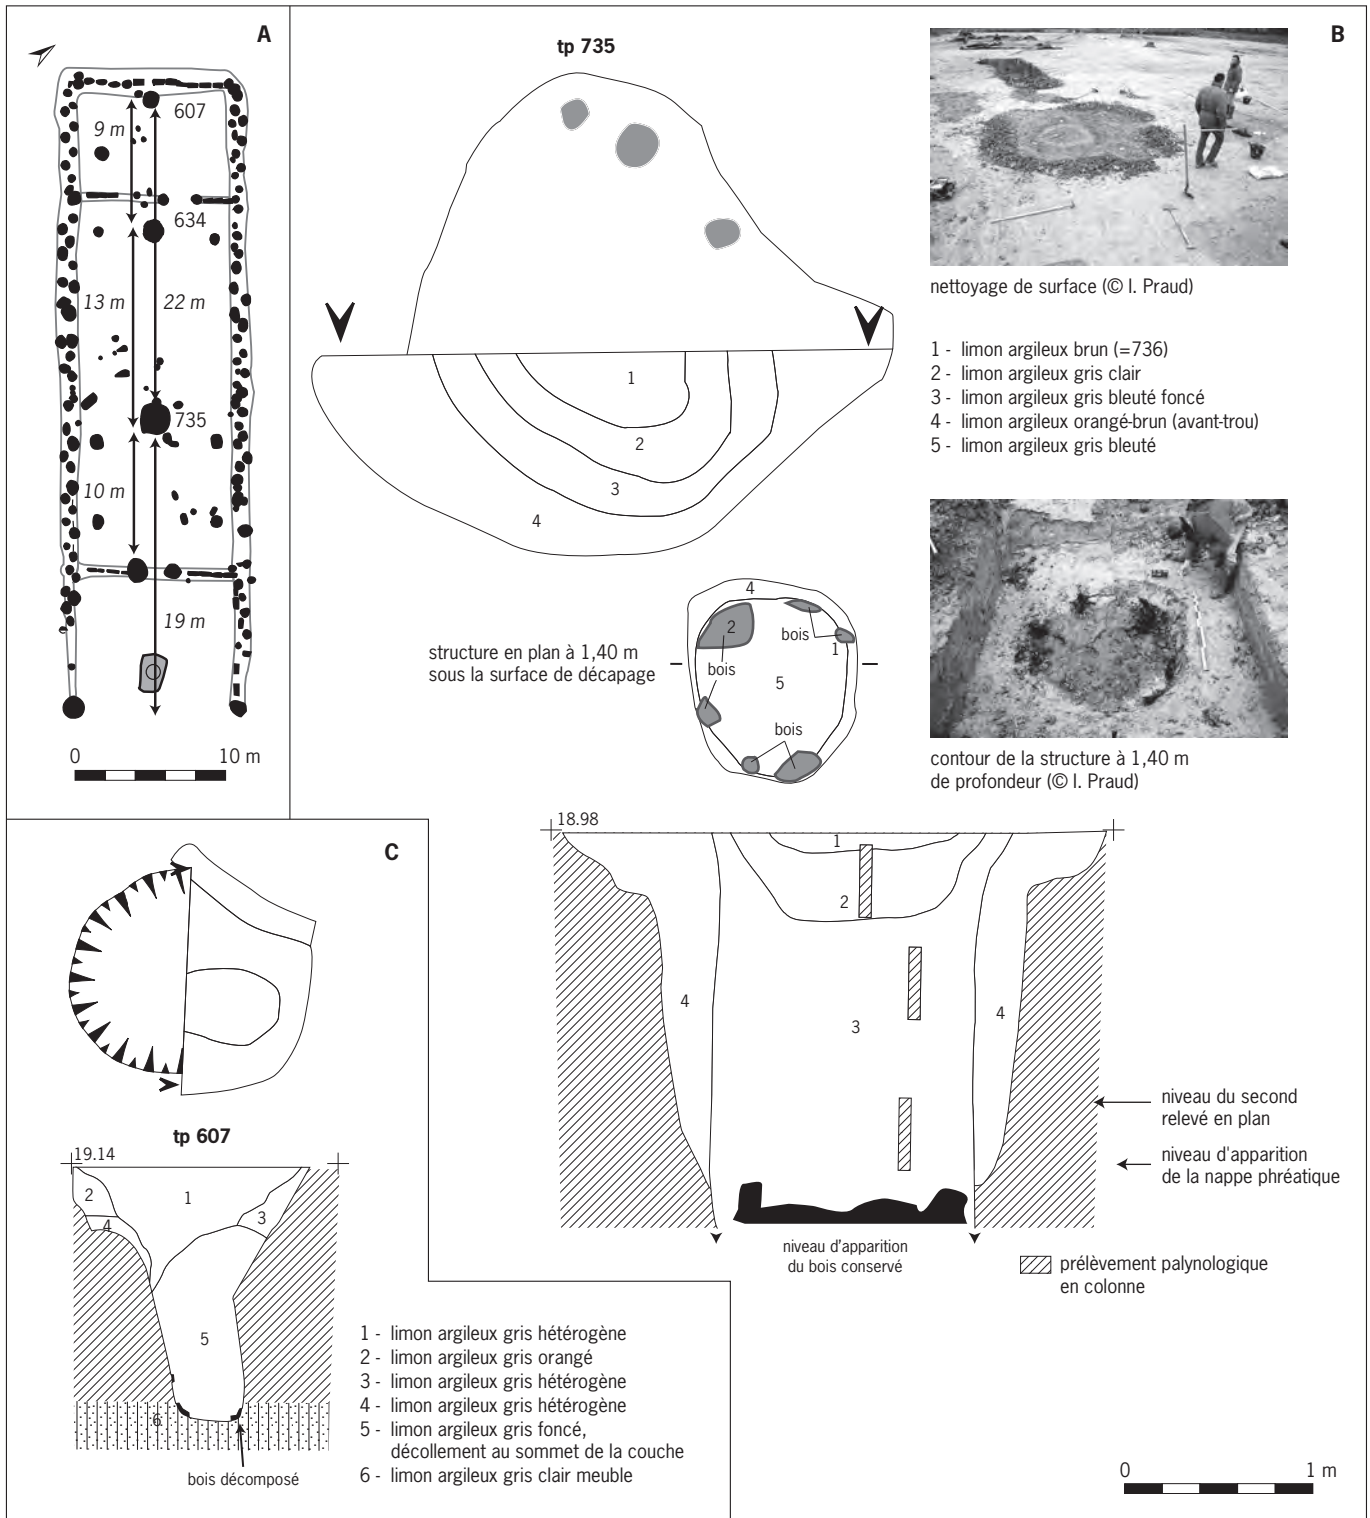 A
607
9 m
634
13 m
22 m
735
10 m
19 m
0
10 m
B
tp 735
1
2
3
4
nettoyage de surface (© I. Praud)
1 - limon argileux brun (=736)
2 - limon argileux gris clair
3 - limon argileux gris bleuté foncé
4 - limon argileux orangé-brun (avant-trou)
5 - limon argileux gris bleuté
structure en plan à 1,40 m
sous la surface de décapage
4
2
bois
1
bois
5
bois
contour de la structure à 1,40 m
de profondeur (© I. Praud)
18.98
1
2
4
3
4
niveau du second
relevé en plan
niveau d'apparition
de la nappe phréatique
niveau d'apparition
du bois conservé
prélèvement palynologique
en colonne
C
tp 607
19.14
2
1
3
4
5
6
bois décomposé
1 - limon argileux gris hétérogène
2 - limon argileux gris orangé
3 - limon argileux gris hétérogène
4 - limon argileux gris hétérogène
5 - limon argileux gris foncé,
décollement au sommet de la couche
6 - limon argileux gris clair meuble
0
1 m